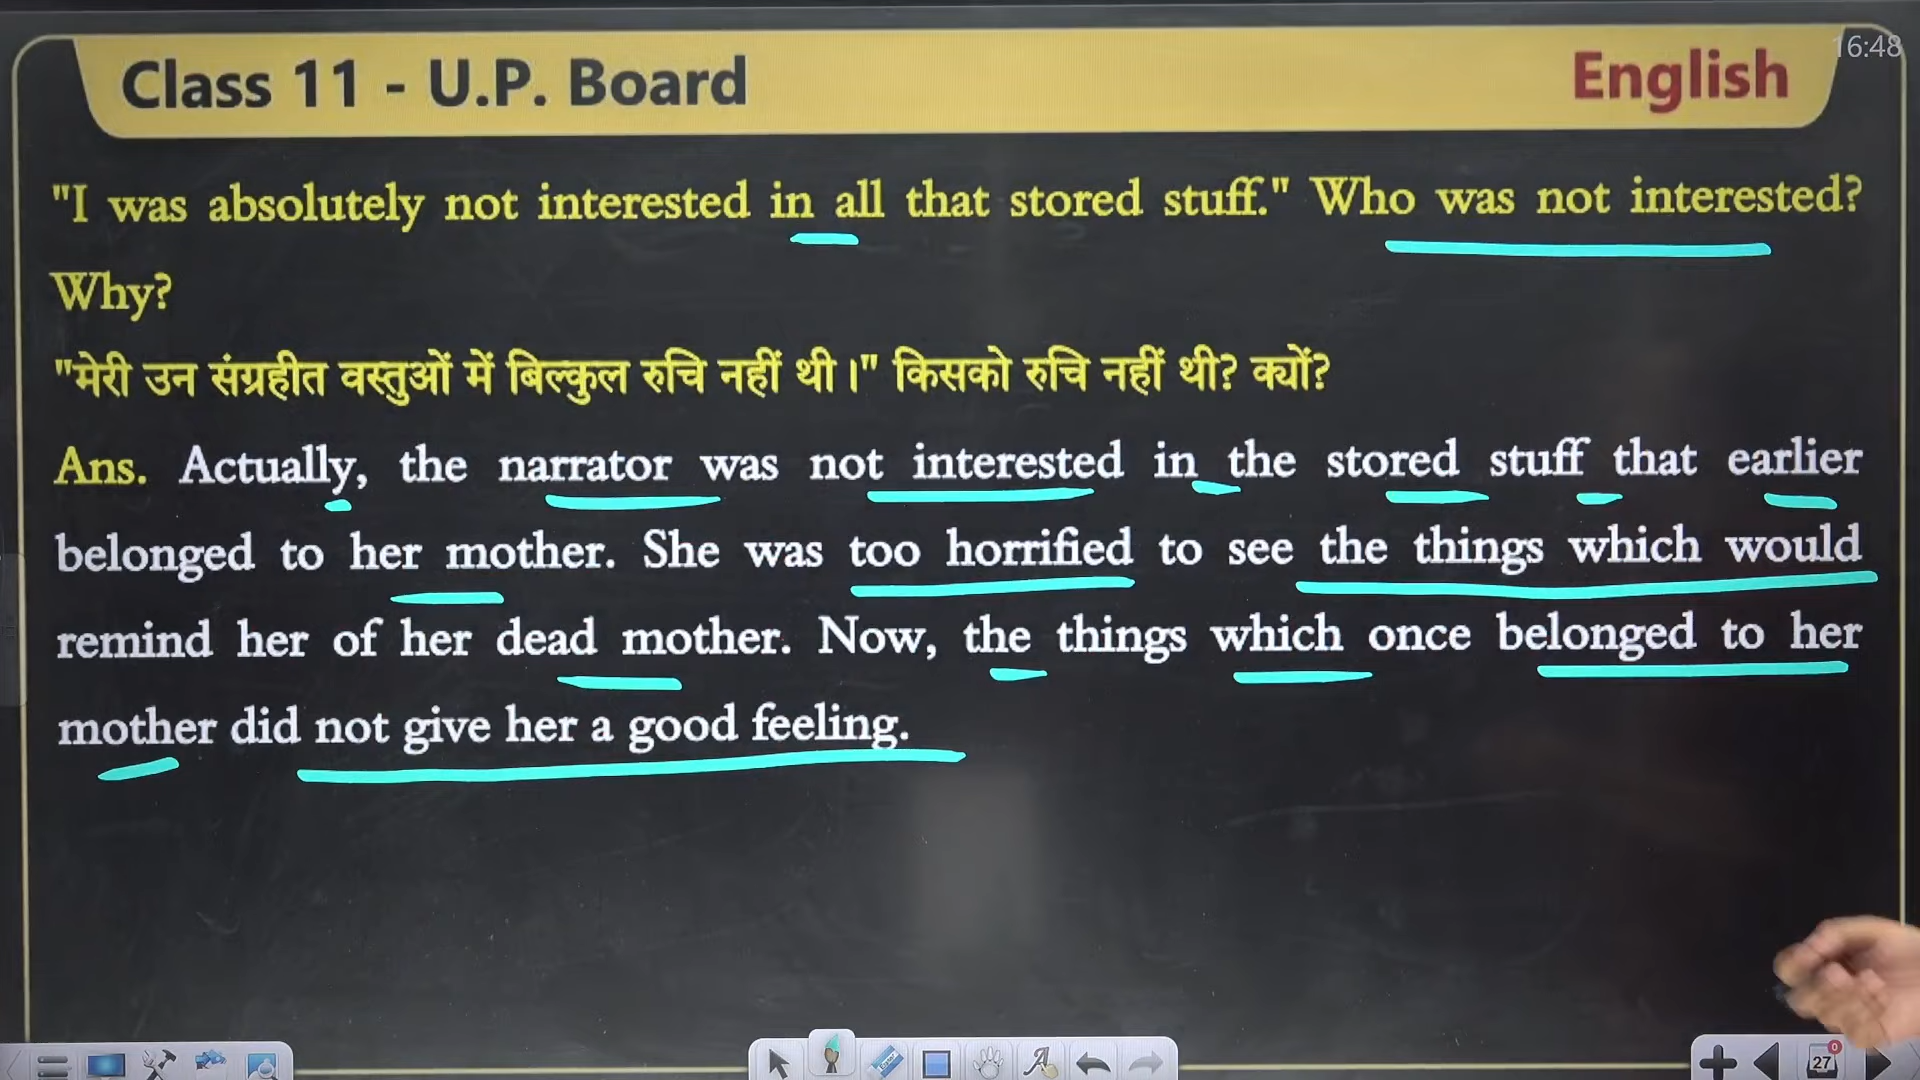 16:48
Class 11 - U.P. Board English
"I was absolutely not interested in all that stored stuff." Who was not interested?
Why?
"मेरी उन संग्रहीत वस्तुओं में बिल्कुल रुचि नहीं थी।" किसको रुचि नहीं थी? क्यों?
Ans. Actually, the narrator was not interested in the stored stuff that earlier
belonged to her mother. She was too horrified to see the things which would
remind her of her dead mother. Now, the things which once belonged to her
mother did not give her a good feeling.
27 0